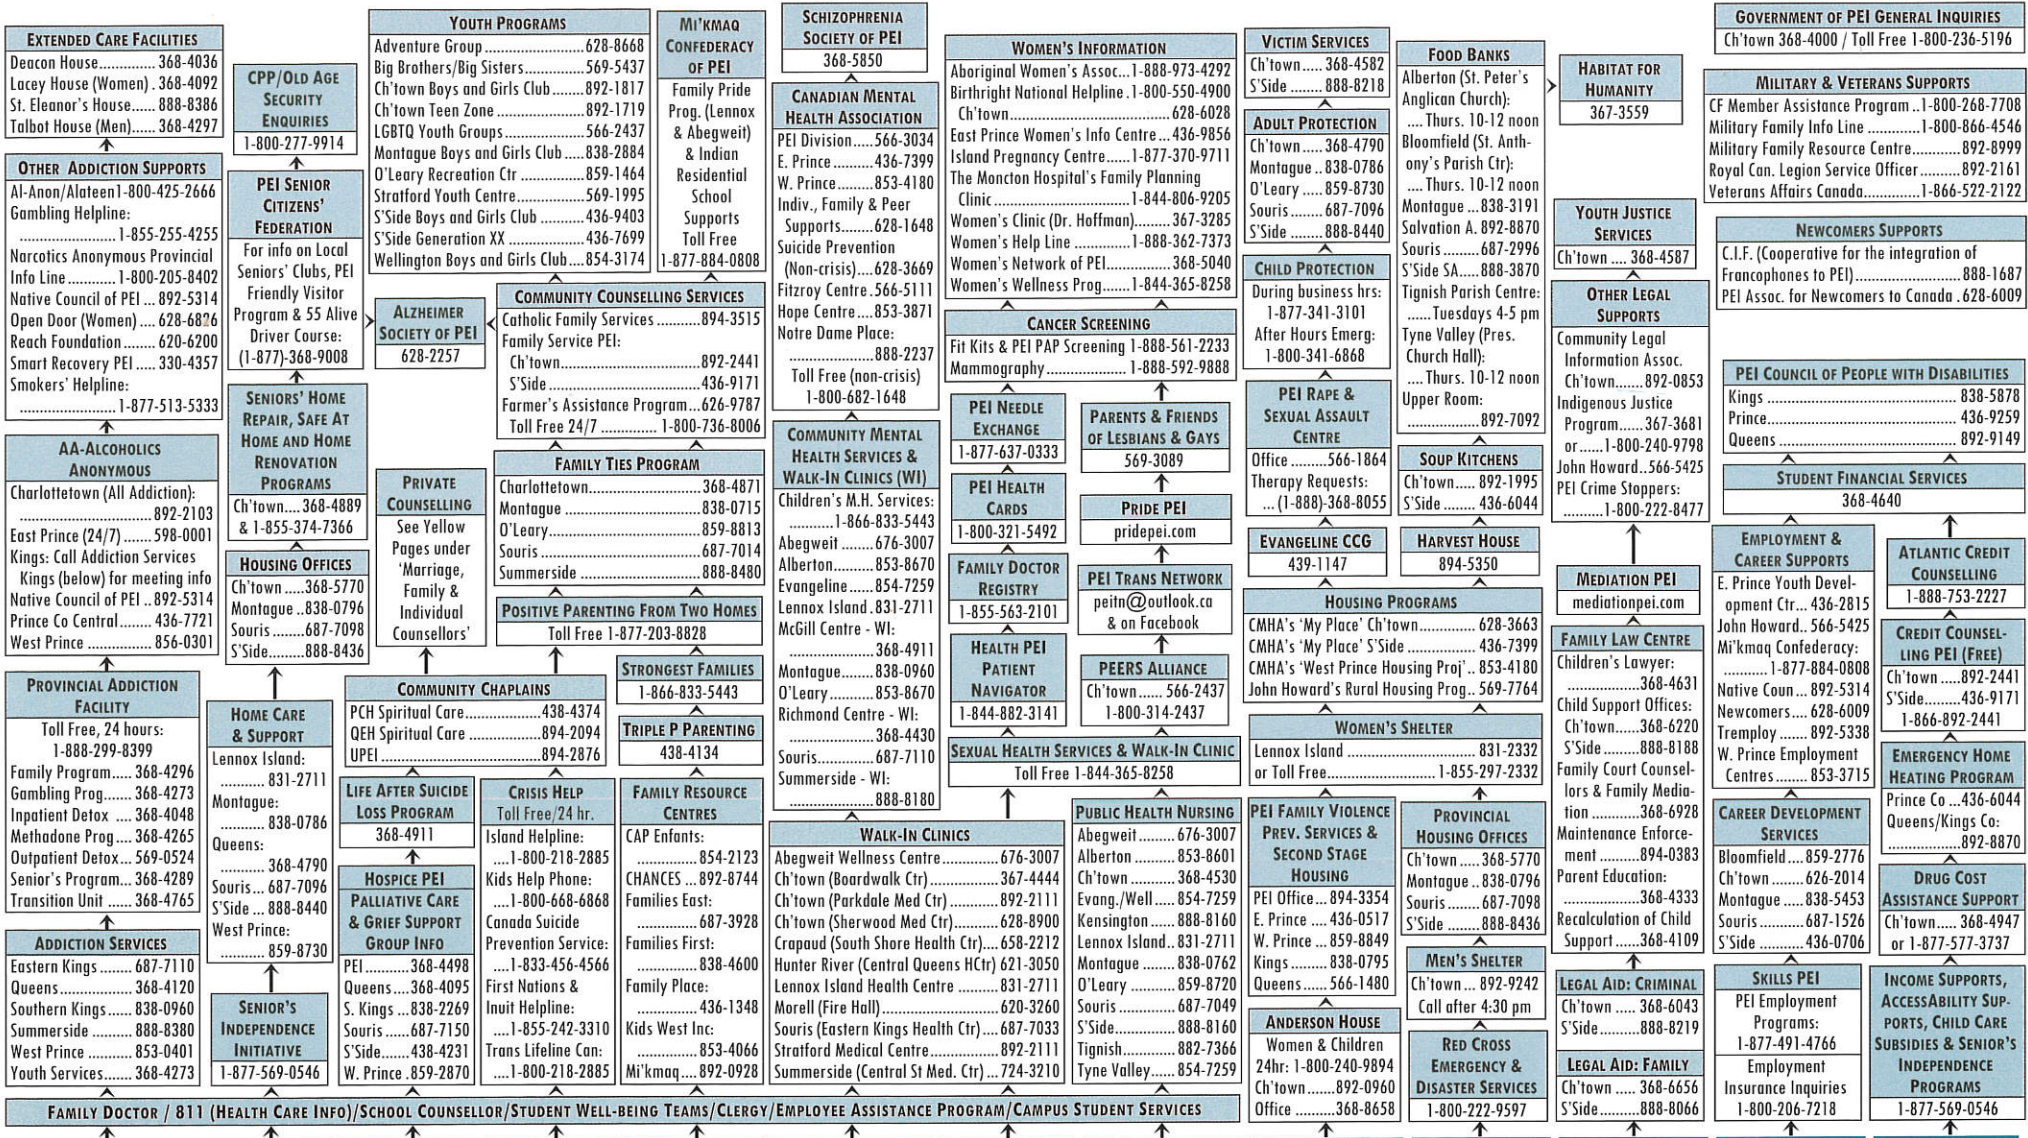 EXTENDED CARE FACILITIES
Deacon House.............. 368-4036
Lacey House (Women) . 368-4092
St. Eleanor's House...... 888-8386
Talbot House (Men)...... 368-4297
OTHER ADDICTION SUPPORTS
Al-Anon/Alateen1-800-425-2666
Gambling Helpline:
.......................1-855-255-4255
Narcotics Anonymous Provincial
Info Line...............1-800-205-8402
Native Council of PEI ... 892-5314
Open Door (Women) .... 628-6826
Reach Foundation ........ 620-6200
Smart Recovery PEI ..... 330-4357
Smokers' Helpline:
.......................1-877-513-5333
AA-ALCOHOLICS
ANONYMOUS
Charlottetown (All Addiction):
................................892-2103
East Prince (24/7) ....... 598-0001
Kings: Call Addiction Services
Kings (below) for meeting info
Native Council of PEI .. 892-5314
Prince Co Central......... 436-7721
West Prince ................ 856-0301
PROVINCIAL ADDICTION
FACILITY
Toll Free, 24 hours:
1-888-299-8399
Family Program..... 368-4296
Gambling Prog...... 368-4273
Inpatient Detox .... 368-4048
Methadone Prog .... 368-4265
Outpatient Detox... 569-0524
Senior's Program... 368-4289
Transition Unit ...... 368-4765
ADDICTION SERVICES
Eastern Kings ........ 687-7110
Queens................. 368-4120
Southern Kings...... 838-0960
Summerside ......... 888-8380
West Prince .......... 853-0401
Youth Services....... 368-4273
CPP/OLD AGE
SECURITY
ENQUIRIES
1-800-277-9914
PEI SENIOR
CITIZENS'
FEDERATION
For info on Local
Seniors' Clubs, PEI
Friendly Visitor
Program & 55 Alive
Driver Course:
(1-877)-368-9008
SENIORS' HOME
REPAIR, SAFE AT
HOME AND HOME
RENOVATION
PROGRAMS
Ch'town....368-4889
& 1-855-374-7366
HOUSING OFFICES
Ch'town .....368-5770
Montague ..838-0796
Souris ........687-7098
S'Side.........888-8436
HOME CARE
& SUPPORT
Lennox Island:
.......... 831-2711
Montague:
.......... 838-0786
Queens:
.......... 368-4790
Souris ... 687-7096
S'Side ... 888-8440
West Prince:
.......... 859-8730
SENIOR'S
INDEPENDENCE
INITIATIVE
1-877-569-0546
YOUTH PROGRAMS
Adventure Group ........................628-8668
Big Brothers/Big Sisters...............569-5437
Ch'town Boys and Girls Club........892-1817
Ch'town Teen Zone.....................892-1719
LGBTQ Youth Groups...................566-2437
Montague Boys and Girls Club .....838-2884
O'Leary Recreation Ctr ...............859-1464
Stratford Youth Centre................569-1995
S'Side Boys and Girls Club ..........436-9403
S'Side Generation XX ..................436-7699
Wellington Boys and Girls Club....854-3174
MI'KMAQ
CONFEDERACY
OF PEI
Family Pride
Prog. (Lennox
& Abegweit)
& Indian
Residential
School
Supports
Toll Free
1-877-884-0808
ALZHEIMER
SOCIETY OF PEI
628-2257
COMMUNITY COUNSELLING SERVICES
Catholic Family Services ..........894-3515
Family Service PEI:
Ch'town...............................892-2441
S'Side..................................436-9171
Farmer's Assistance Program...626-9787
Toll Free 24/7 ............. 1-800-736-8006
FAMILY TIES PROGRAM
Charlottetown.........................368-4871
Montague ..............................838-0715
O'Leary..................................859-8813
Souris ....................................687-7014
Summerside ...........................888-8480
POSITIVE PARENTING FROM TWO HOMES
Toll Free 1-877-203-8828
PRIVATE
COUNSELLING
See Yellow
Pages under
'Marriage,
Family &
Individual
Counsellors'
STRONGEST FAMILIES
1-866-833-5443
TRIPLE P PARENTING
438-4134
COMMUNITY CHAPLAINS
PCH Spiritual Care.................438-4374
QEH Spiritual Care .................894-2094
UPEI ....................................894-2876
LIFE AFTER SUICIDE
LOSS PROGRAM
368-4911
HOSPICE PEI
PALLIATIVE CARE
& GRIEF SUPPORT
GROUP INFO
PEI...........368-4498
Queens....368-4095
S. Kings ...838-2269
Souris ......687-7150
S'Side.......438-4231
W. Prince .859-2870
CRISIS HELP
Toll Free/24 hr.
Island Helpline:
....1-800-218-2885
Kids Help Phone:
....1-800-668-6868
Canada Suicide
Prevention Service:
....1-833-456-4566
First Nations &
Inuit Helpline:
....1-855-242-3310
Trans Lifeline Can:
....1-800-218-2885
FAMILY RESOURCE
CENTRES
CAP Enfants:
...............854-2123
CHANCES ...892-8744
Families East:
...............687-3928
Families First:
...............838-4600
Family Place:
...............436-1348
Kids West Inc:
...............853-4066
Mi'kmaq....892-0928
SCHIZOPHRENIA
SOCIETY OF PEI
368-5850
CANADIAN MENTAL
HEALTH ASSOCIATION
PEI Division.....566-3034
E. Prince.........436-7399
W. Prince........853-4180
Indiv., Family & Peer
Supports.......628-1648
Suicide Prevention
(Non-crisis)....628-3669
Fitzroy Centre.566-5111
Hope Centre....853-3871
Notre Dame Place:
.....................888-2237
Toll Free (non-crisis)
1-800-682-1648
COMMUNITY MENTAL
HEALTH SERVICES &
WALK-IN CLINICS (WI)
Children's M.H. Services:
...........1-866-833-5443
Abegweit ........676-3007
Alberton..........853-8670
Evangeline.......854-7259
Lennox Island.831-2711
McGill Centre - WI:
.....................368-4911
Montague........838-0960
O'Leary ..........853-8670
Richmond Centre - WI:
.....................368-4430
Souris.............687-7110
Summerside - WI:
.....................888-8180
WALK-IN CLINICS
Abegweit Wellness Centre............ 676-3007
Ch'town (Boardwalk Ctr)...............367-4444
Ch'town (Parkdale Med Ctr)..........892-2111
Ch'town (Sherwood Med Ctr).........628-8900
Crapaud (South Shore Health Ctr)....658-2212
Hunter River (Central Queens HCtr) 621-3050
Lennox Island Health Centre .........831-2711
Morell (Fire Hall)..........................620-3260
Souris (Eastern Kings Health Ctr)....687-7033
Stratford Medical Centre...............892-2111
Summerside (Central St Med. Ctr) ...724-3210
WOMEN'S INFORMATION
Aboriginal Women's Assoc...1-888-973-4292
Birthright National Helpline.1-800-550-4900
Ch'town..................................628-6028
East Prince Women's Info Centre...436-9856
Island Pregnancy Centre......1-877-370-9711
The Moncton Hospital's Family Planning
Clinic...............................1-844-806-9205
Women's Clinic (Dr. Hoffman)........367-3285
Women's Help Line .............1-888-362-7373
Women's Network of PEI...............368-5040
Women's Wellness Prog.......1-844-365-8258
CANCER SCREENING
Fit Kits & PEI PAP Screening 1-888-561-2233
Mammography.................. 1-888-592-9888
PEI NEEDLE
EXCHANGE
1-877-637-0333
PEI HEALTH
CARDS
1-800-321-5492
FAMILY DOCTOR
REGISTRY
1-855-563-2101
HEALTH PEI
PATIENT
NAVIGATOR
1-844-882-3141
PARENTS & FRIENDS
OF LESBIANS & GAYS
569-3089
PRIDE PEI
pridepei.com
PEI TRANS NETWORK
peitn@outlook.ca
& on Facebook
PEERS ALLIANCE
Ch'town ...... 566-2437
1-800-314-2437
SEXUAL HEALTH SERVICES & WALK-IN CLINIC
Toll Free 1-844-365-8258
PUBLIC HEALTH NURSING
Abegweit......... 676-3007
Alberton ..........853-8601
Ch'town ...........368-4530
Evang./Well .....854-7259
Kensington .......888-8160
Lennox Island.. 831-2711
Montague ........838-0762
O'Leary ...........859-8720
Souris ..............687-7049
S'Side...............888-8160
Tignish.............882-7366
Tyne Valley......854-7259
VICTIM SERVICES
Ch'town..... 368-4582
S'Side ........ 888-8218
ADULT PROTECTION
Ch'town......368-4790
Montague ..838-0786
O'Leary .....859-8730
Souris........687-7096
S'Side........888-8440
CHILD PROTECTION
During business hrs:
1-877-341-3101
After Hours Emerg:
1-800-341-6868
PEI RAPE &
SEXUAL ASSAULT
CENTRE
Office .........566-1864
Therapy Requests:
... (1-888)-368-8055
EVANGELINE CCG
439-1147
FOOD BANKS
Alberton (St. Peter's
Anglican Church):
.... Thurs. 10-12 noon
Bloomfield (St. Anth-
ony's Parish Ctr):
.... Thurs. 10-12 noon
Montague ...838-3191
Salvation A. 892-8870
Souris.........687-2996
S'Side SA.....888-3870
Tignish Parish Centre:
......Tuesdays 4-5 pm
Tyne Valley (Pres.
Church Hall):
.... Thurs. 10-12 noon
Upper Room:
..................892-7092
SOUP KITCHENS
Ch'town..... 892-1995
S'Side ........ 436-6044
HARVEST HOUSE
894-5350
HOUSING PROGRAMS
CMHA's 'My Place' Ch'town............ 628-3663
CMHA's 'My Place' S'Side ............... 436-7399
CMHA's 'West Prince Housing Proj' .. 853-4180
John Howard's Rural Housing Prog.. 569-7764
WOMEN'S SHELTER
Lennox Island .......................... 831-2332
or Toll Free...................... 1-855-297-2332
PEI FAMILY VIOLENCE
PREV. SERVICES &
SECOND STAGE
HOUSING
PEI Office...894-3354
E. Prince .... 436-0517
W. Prince ... 859-8849
Kings ......... 838-0795
Queens ...... 566-1480
ANDERSON HOUSE
Women & Children
24hr: 1-800-240-9894
Ch'town.......892-0960
Office .........368-8658
PROVINCIAL
HOUSING OFFICES
Ch'town ..... 368-5770
Montague .. 838-0796
Souris ........ 687-7098
S'Side ........ 888-8436
MEN'S SHELTER
Ch'town ... 892-9242
Call after 4:30 pm
RED CROSS
EMERGENCY &
DISASTER SERVICES
1-800-222-9597
HABITAT FOR
HUMANITY
367-3559
YOUTH JUSTICE
SERVICES
Ch'town .... 368-4587
OTHER LEGAL
SUPPORTS
Community Legal
Information Assoc.
Ch'town.......892-0853
Indigenous Justice
Program......367-3681
or.....1-800-240-9798
John Howard..566-5425
PEI Crime Stoppers:
.........1-800-222-8477
MEDIATION PEI
mediationpei.com
FAMILY LAW CENTRE
Children's Lawyer:
.................368-4631
Child Support Offices:
Ch'town.....368-6220
S'Side ........888-8188
Family Court Counsel-
lors & Family Media-
tion ...........368-6928
Maintenance Enforce-
ment .........894-0383
Parent Education:
.................368-4333
Recalculation of Child
Support .....368-4109
LEGAL AID: CRIMINAL
Ch'town ..... 368-6043
S'Side.........888-8219
LEGAL AID: FAMILY
Ch'town ..... 368-6656
S'Side.........888-8066
GOVERNMENT OF PEI GENERAL INQUIRIES
Ch'town 368-4000 / Toll Free 1-800-236-5196
MILITARY & VETERANS SUPPORTS
CF Member Assistance Program ..1-800-268-7708
Military Family Info Line ............1-800-866-4546
Military Family Resource Centre...........892-8999
Royal Can. Legion Service Officer.........892-2161
Veterans Affairs Canada..............1-866-522-2122
NEWCOMERS SUPPORTS
C.I.F. (Cooperative for the integration of
Francophones to PEI)......................888-1687
PEI Assoc. for Newcomers to Canada .628-6009
PEI COUNCIL OF PEOPLE WITH DISABILITIES
Kings ..................................... 838-5878
Prince..................................... 436-9259
Queens ................................... 892-9149
STUDENT FINANCIAL SERVICES
368-4640
EMPLOYMENT &
CAREER SUPPORTS
E. Prince Youth Devel-
opment Ctr... 436-2815
John Howard.. 566-5425
Mi'kmaq Confederacy:
..........1-877-884-0808
Native Coun ... 892-5314
Newcomers.... 628-6009
Tremploy ...... 892-5338
W. Prince Employment
Centres........ 853-3715
CAREER DEVELOPMENT
SERVICES
Bloomfield....859-2776
Ch'town ........626-2014
Montague .....838-5453
Souris...........687-1526
S'Side ..........436-0706
SKILLS PEI
PEI Employment
Programs:
1-877-491-4766
Employment
Insurance Inquiries
1-800-206-7218
ATLANTIC CREDIT
COUNSELLING
1-888-753-2227
CREDIT COUNSEL-
LING PEI (FREE)
Ch'town .....892-2441
S'Side........436-9171
1-866-892-2441
EMERGENCY HOME
HEATING PROGRAM
Prince Co ...436-6044
Queens/Kings Co:
.................892-8870
DRUG COST
ASSISTANCE SUPPORT
Ch'town..... 368-4947
or 1-877-577-3737
INCOME SUPPORTS,
ACCESSABILITY SUP-
PORTS, CHILD CARE
SUBSIDIES & SENIOR'S
INDEPENDENCE
PROGRAMS
1-877-569-0546
FAMILY DOCTOR / 811 (HEALTH CARE INFO)/SCHOOL COUNSELLOR/STUDENT WELL-BEING TEAMS/CLERGY/EMPLOYEE ASSISTANCE PROGRAM/CAMPUS STUDENT SERVICES